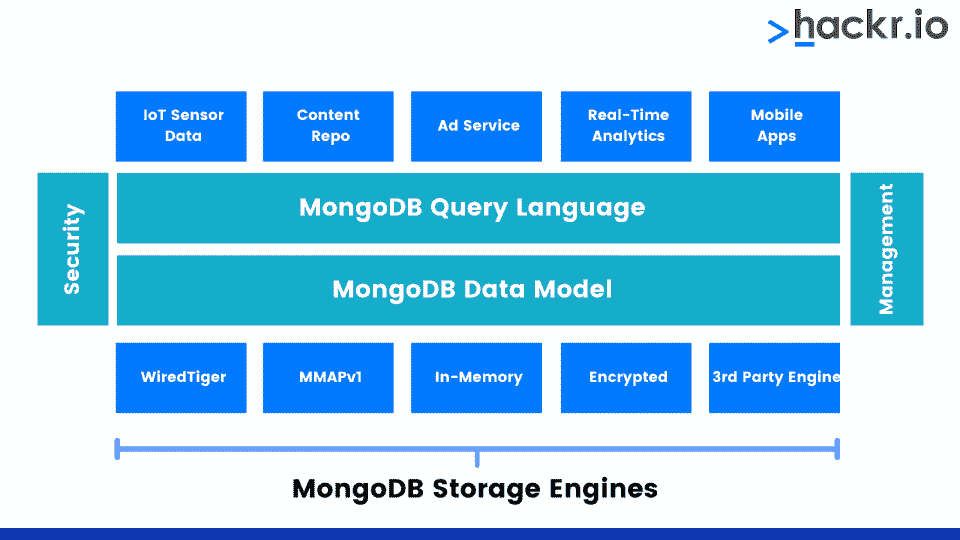 >hackr.io
IoT Sensor
Data
Content
Repo
Ad Service
Real-Time
Analytics
Mobile
Apps
Security
MongoDB Query Language
MongoDB Data Model
Management
WiredTiger
MMAPv1
In-Memory
Encrypted
3rd Party Engine
MongoDB Storage Engines